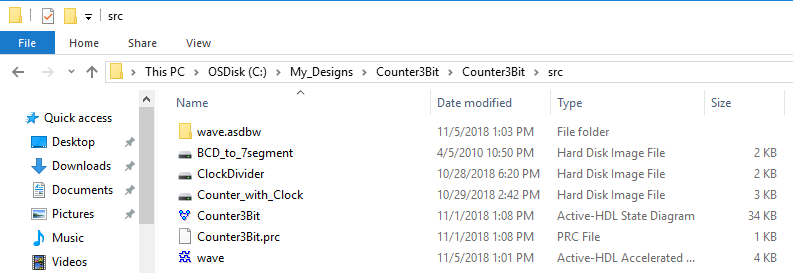 src
File Home Share View
This PC OSDisk (C:) My_Designs Counter3Bit Counter3Bit src
Name Date modified Type Size
Quick access
Desktop
Downloads
Documents
Pictures
Music
Videos
wave.asdbw 11/5/2018 1:03 PM File folder
BCD_to_7segment 4/5/2010 10:50 PM Hard Disk Image File 2 KB
ClockDivider 10/28/2018 6:20 PM Hard Disk Image File 2 KB
Counter_with_Clock 10/29/2018 2:42 PM Hard Disk Image File 3 KB
Counter3Bit 11/1/2018 1:08 PM Active-HDL State Diagram 34 KB
Counter3Bit.prc 11/1/2018 1:08 PM PRC File 1 KB
wave 11/5/2018 1:01 PM Active-HDL Accelerated ... 4 KB